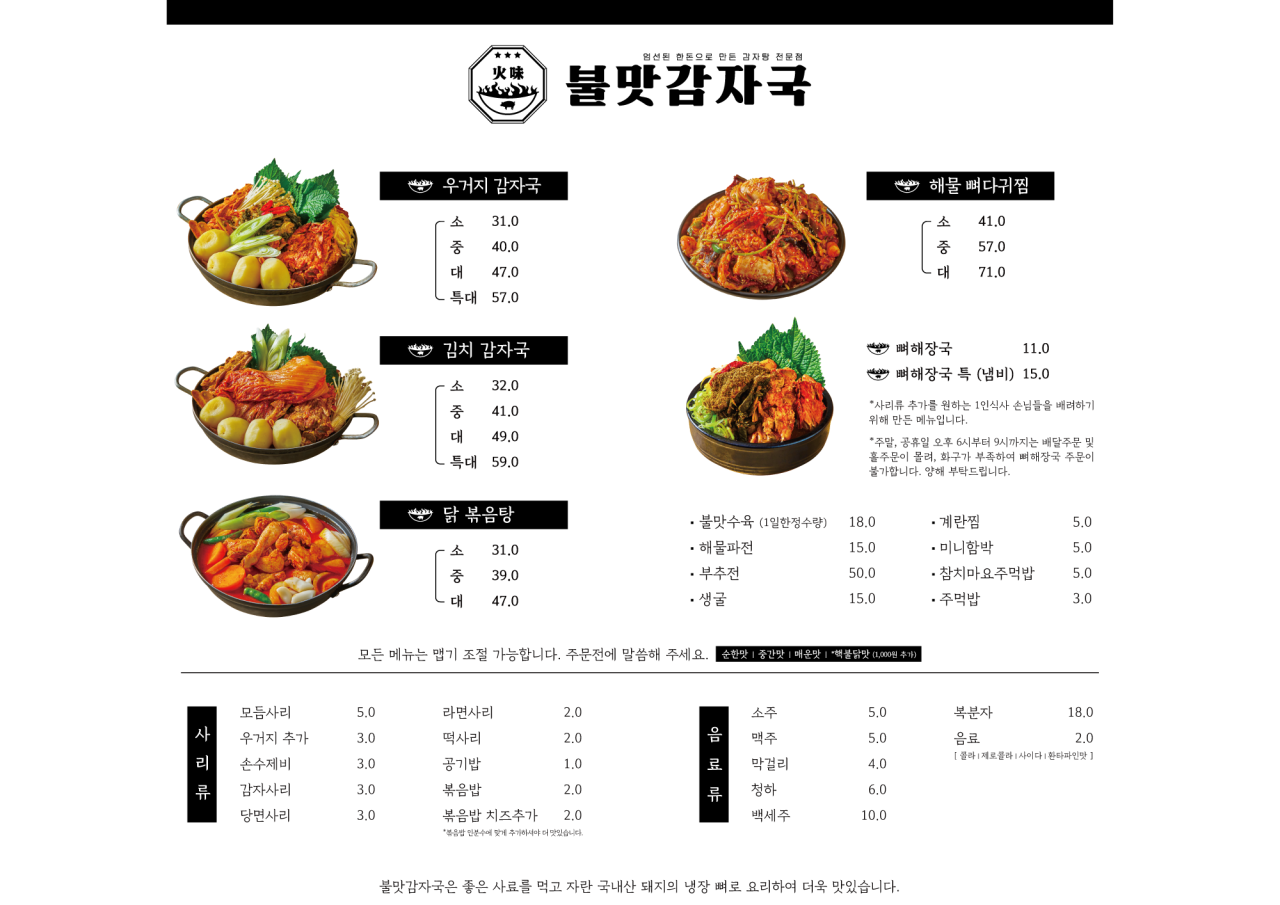 火味
엄선된 한돈으로 만든 감자탕 전문점
불맛감자국
우거지 감자국
소 31.0
중 40.0
대 47.0
특대 57.0
김치 감자국
소 32.0
중 41.0
대 49.0
특대 59.0
닭 볶음탕
소 31.0
중 39.0
대 47.0
해물 뼈다귀찜
소 41.0
중 57.0
대 71.0
뼈해장국 11.0
뼈해장국 특 (냄비) 15.0
*사리류 추가를 원하는 1인식사 손님들을 배려하기
위해 만든 메뉴입니다.
*주말, 공휴일 오후 6시부터 9시까지는 배달주문 및
홀주문이 몰려, 화구가 부족하여 뼈해장국 주문이
불가합니다. 양해 부탁드립니다.
• 불맛수육 (1일한정수량) 18.0
• 해물파전 15.0
• 부추전 50.0
• 생굴 15.0
• 계란찜 5.0
• 미니함박 5.0
• 참치마요주먹밥 5.0
• 주먹밥 3.0
모든 메뉴는 맵기 조절 가능합니다. 주문전에 말씀해 주세요. 순한맛 | 중간맛 | 매운맛 | *핵불닭맛 (1,000원 추가)
사리류
모듬사리 5.0
우거지 추가 3.0
손수제비 3.0
감자사리 3.0
당면사리 3.0
라면사리 2.0
떡사리 2.0
공기밥 1.0
볶음밥 2.0
볶음밥 치즈추가 2.0
*볶음밥 인분수에 맞게 추가하셔야 더 맛있습니다.
음료류
소주 5.0
맥주 5.0
막걸리 4.0
청하 6.0
백세주 10.0
복분자 18.0
음료 2.0
[ 콜라 | 제로콜라 | 사이다 | 환타파인맛 ]
불맛감자국은 좋은 사료를 먹고 자란 국내산 돼지의 냉장 뼈로 요리하여 더욱 맛있습니다.